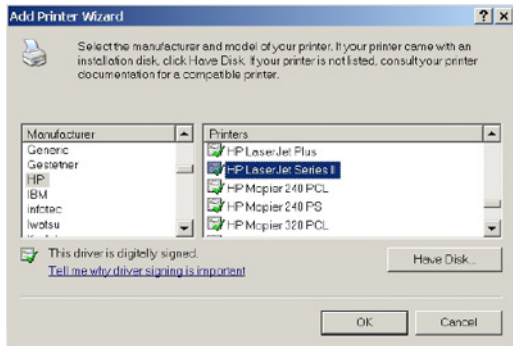 Add Printer Wizard
Select the manufacturer and model of your printer. If your printer came with an
installation disk, click Have Disk. If your printer is not listed, consult your printer
documentation for a compatible printer.
Manufacturer
Generic
Gestetner
HP
IBM
infotec
Iwatsu
Printers
HP LaserJet Plus
HP LaserJet Series II
HP Mopier 240 PCL
HP Mopier 240 PS
HP Mopier 320 PCL
This driver is digitally signed.
Tell me why driver signing is important
Have Disk...
OK
Cancel